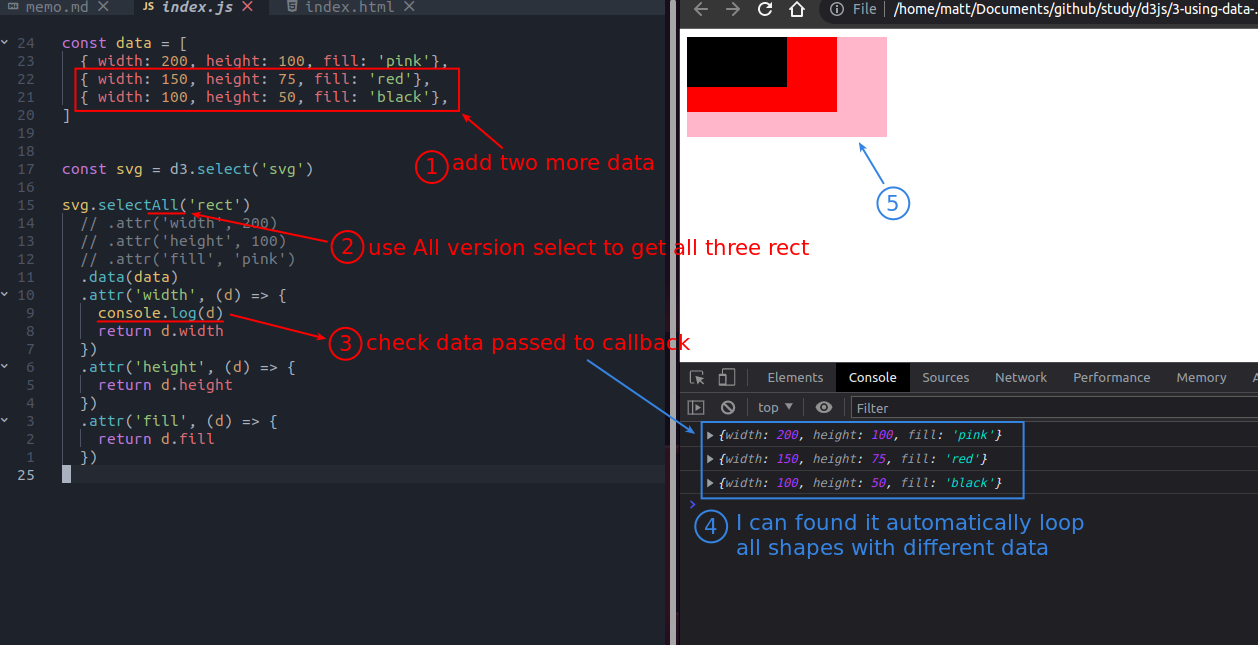 memo.md
JS index.js
index.html
File
/home/matt/Documents/github/study/d3js/3-using-data-
24 const data = [
23 { width: 200, height: 100, fill: 'pink'},
22 { width: 150, height: 75, fill: 'red'},
21 { width: 100, height: 50, fill: 'black'},
20 ]
19
18
17 const svg = d3.select('svg')
16
15 svg.selectAll('rect')
14 // .attr('width', 200)
13 // .attr('height', 100)
12 // .attr('fill', 'pink')
11 .data(data)
10 .attr('width', (d) => {
9 console.log(d)
8 return d.width
7 })
6 .attr('height', (d) => {
5 return d.height
4 })
3 .attr('fill', (d) => {
2 return d.fill
1 })
25
1 add two more data
2 use All version select to get all three rect
3 check data passed to callback
5
Elements Console Sources Network Performance Memory
top Filter
{width: 200, height: 100, fill: 'pink'}
{width: 150, height: 75, fill: 'red'}
{width: 100, height: 50, fill: 'black'}
4 I can found it automatically loop
all shapes with different data